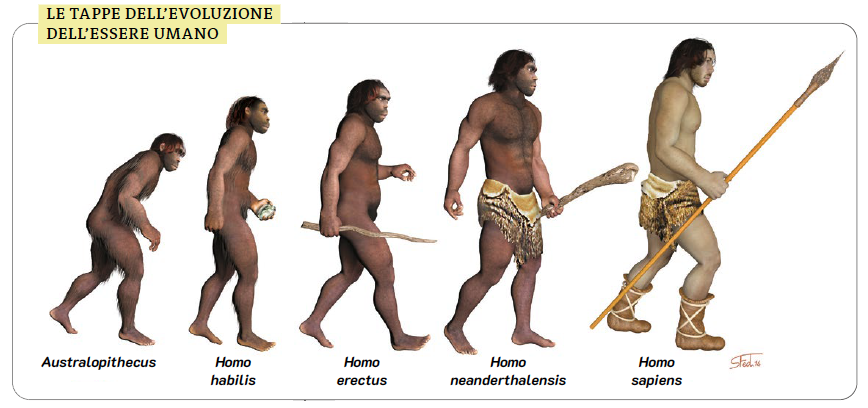 LE TAPPE DELL'EVOLUZIONE
DELL'ESSERE UMANO
Australopithecus
Homo
habilis
Homo
erectus
Homo
neanderthalensis
Homo
sapiens